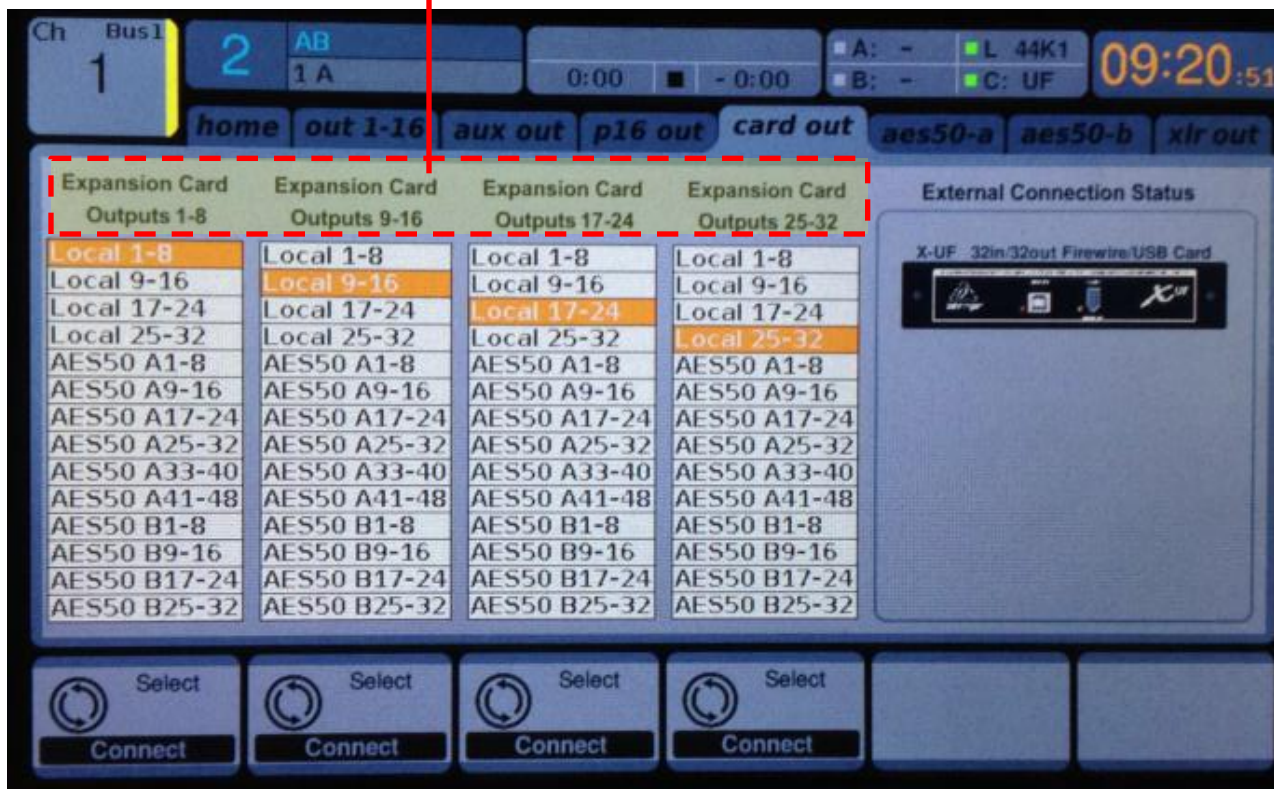 Ch Bus1
1
2
AB
1 A
0:00 - 0:00
A: -
B: -
L 44K1
C: UF
09:20:51
home out 1-16 aux out p16 out card out aes50-a aes50-b xlr out
Expansion Card Outputs 1-8
Expansion Card Outputs 9-16
Expansion Card Outputs 17-24
Expansion Card Outputs 25-32
External Connection Status
X-UF 32in/32out Firewire/USB Card
XUF
Local 1-8 Local 1-8 Local 1-8 Local 1-8
Local 9-16 Local 9-16 Local 9-16 Local 9-16
Local 17-24 Local 17-24 Local 17-24 Local 17-24
Local 25-32 Local 25-32 Local 25-32 Local 25-32
AES50 A1-8 AES50 A1-8 AES50 A1-8 AES50 A1-8
AES50 A9-16 AES50 A9-16 AES50 A9-16 AES50 A9-16
AES50 A17-24 AES50 A17-24 AES50 A17-24 AES50 A17-24
AES50 A25-32 AES50 A25-32 AES50 A25-32 AES50 A25-32
AES50 A33-40 AES50 A33-40 AES50 A33-40 AES50 A33-40
AES50 A41-48 AES50 A41-48 AES50 A41-48 AES50 A41-48
AES50 B1-8 AES50 B1-8 AES50 B1-8 AES50 B1-8
AES50 B9-16 AES50 B9-16 AES50 B9-16 AES50 B9-16
AES50 B17-24 AES50 B17-24 AES50 B17-24 AES50 B17-24
AES50 B25-32 AES50 B25-32 AES50 B25-32 AES50 B25-32
Select Select Select Select
Connect Connect Connect Connect